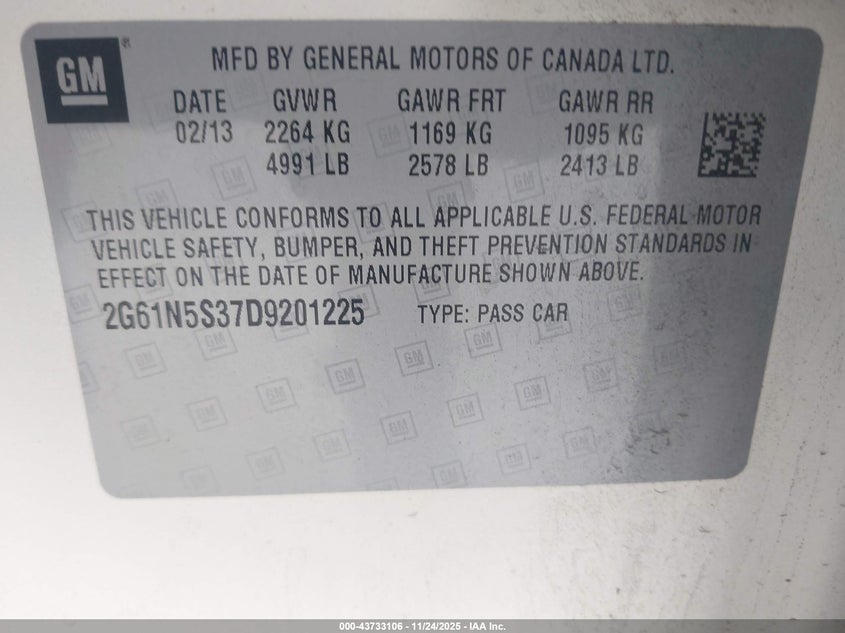 GM
®
MFD BY GENERAL MOTORS OF CANADA LTD.
DATE GVWR GAWR FRT GAWR RR
02/13 2264 KG 1169 KG 1095 KG
4991 LB 2578 LB 2413 LB
THIS VEHICLE CONFORMS TO ALL APPLICABLE U.S. FEDERAL MOTOR
VEHICLE SAFETY, BUMPER, AND THEFT PREVENTION STANDARDS IN
EFFECT ON THE DATE OF MANUFACTURE SHOWN ABOVE.
2G61N5S37D9201225 TYPE: PASS CAR
000-43733106 - 11/24/2025 - IAA Inc.